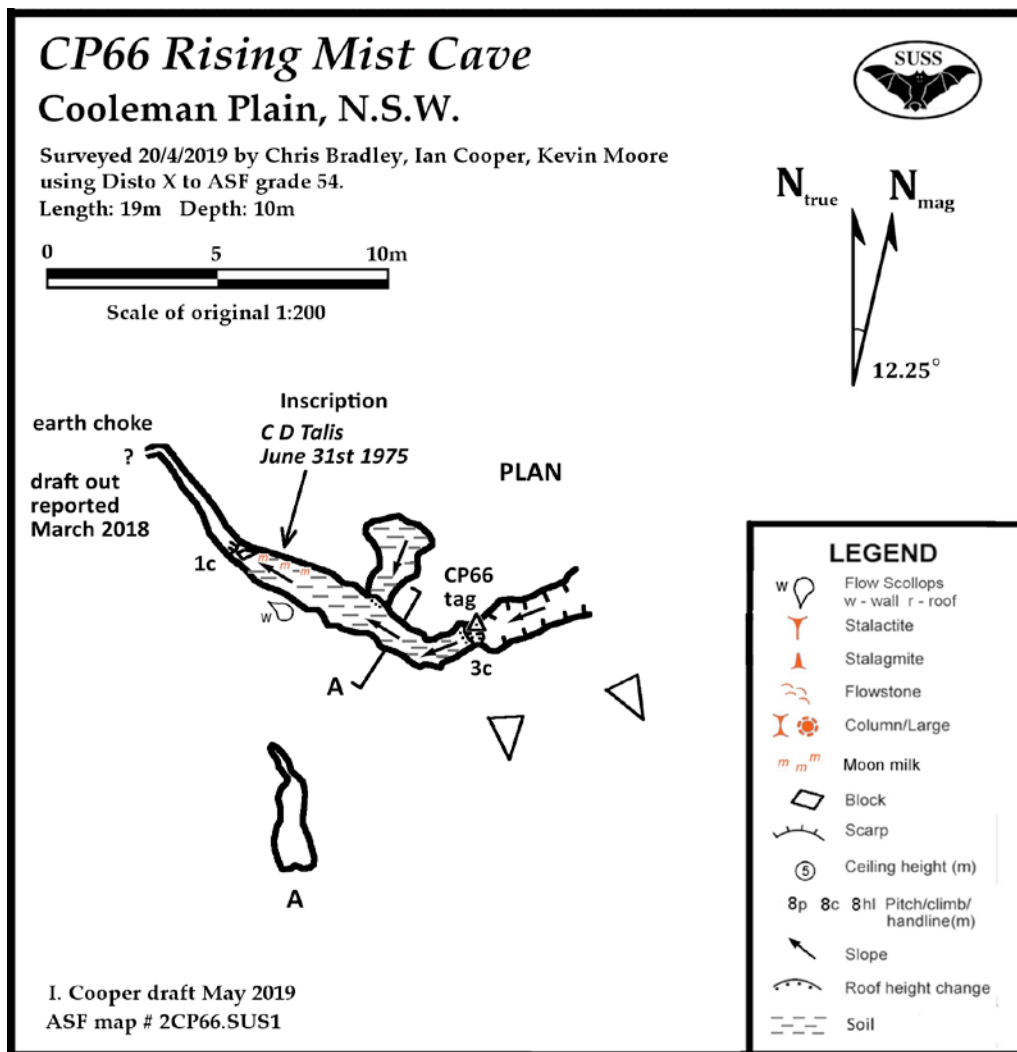 CP66 Rising Mist Cave
Cooleman Plain, N.S.W.
SUSS
Surveyed 20/4/2019 by Chris Bradley, Ian Cooper, Kevin Moore
using Disto X to ASF grade 54.
Length: 19m Depth: 10m
N true N mag
0 5 10m
Scale of original 1:200
12.25°
Inscription
C D Talis
June 31st 1975
earth choke
?
draft out
reported
March 2018
PLAN
1c
CP66
tag
w
m m m
3c
A
A
LEGEND
w Flow Scollops
w - wall r - roof
Stalactite
Stalagmite
Flowstone
Column/Large
m m m Moon milk
Block
Scarp
5 Ceiling height (m)
8p 8c 8hl Pitch/climb/
handline(m)
Slope
Roof height change
Soil
I. Cooper draft May 2019
ASF map # 2CP66.SUS1